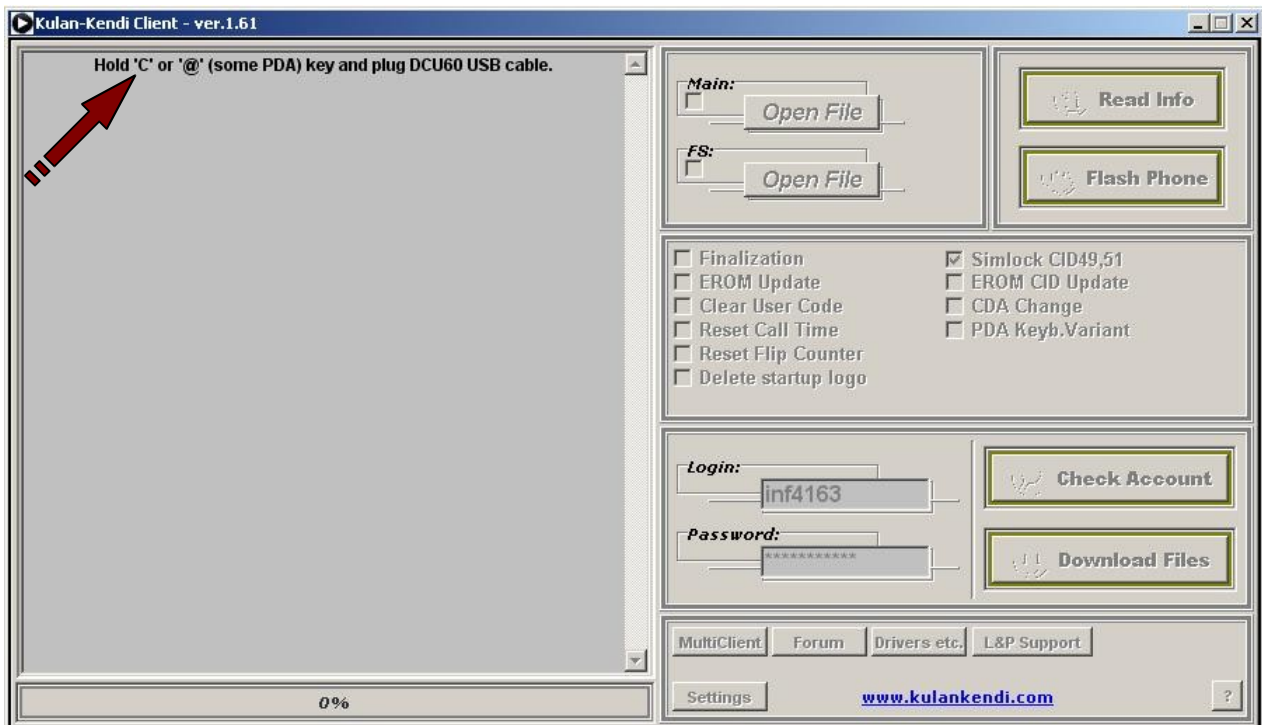 Kulan-Kendi Client - ver.1.61
Hold 'C' or '@' (some PDA) key and plug DCU60 USB cable.
0%
Main:
Open File
FS:
Open File
Read Info
Flash Phone
Finalization
EROM Update
Clear User Code
Reset Call Time
Reset Flip Counter
Delete startup logo
Simlock CID49,51
EROM CID Update
CDA Change
PDA Keyb.Variant
Login:
inf4163
Password:
***********
Check Account
Download Files
MultiClient Forum Drivers etc. L&P Support
Settings www.kulankendi.com ?